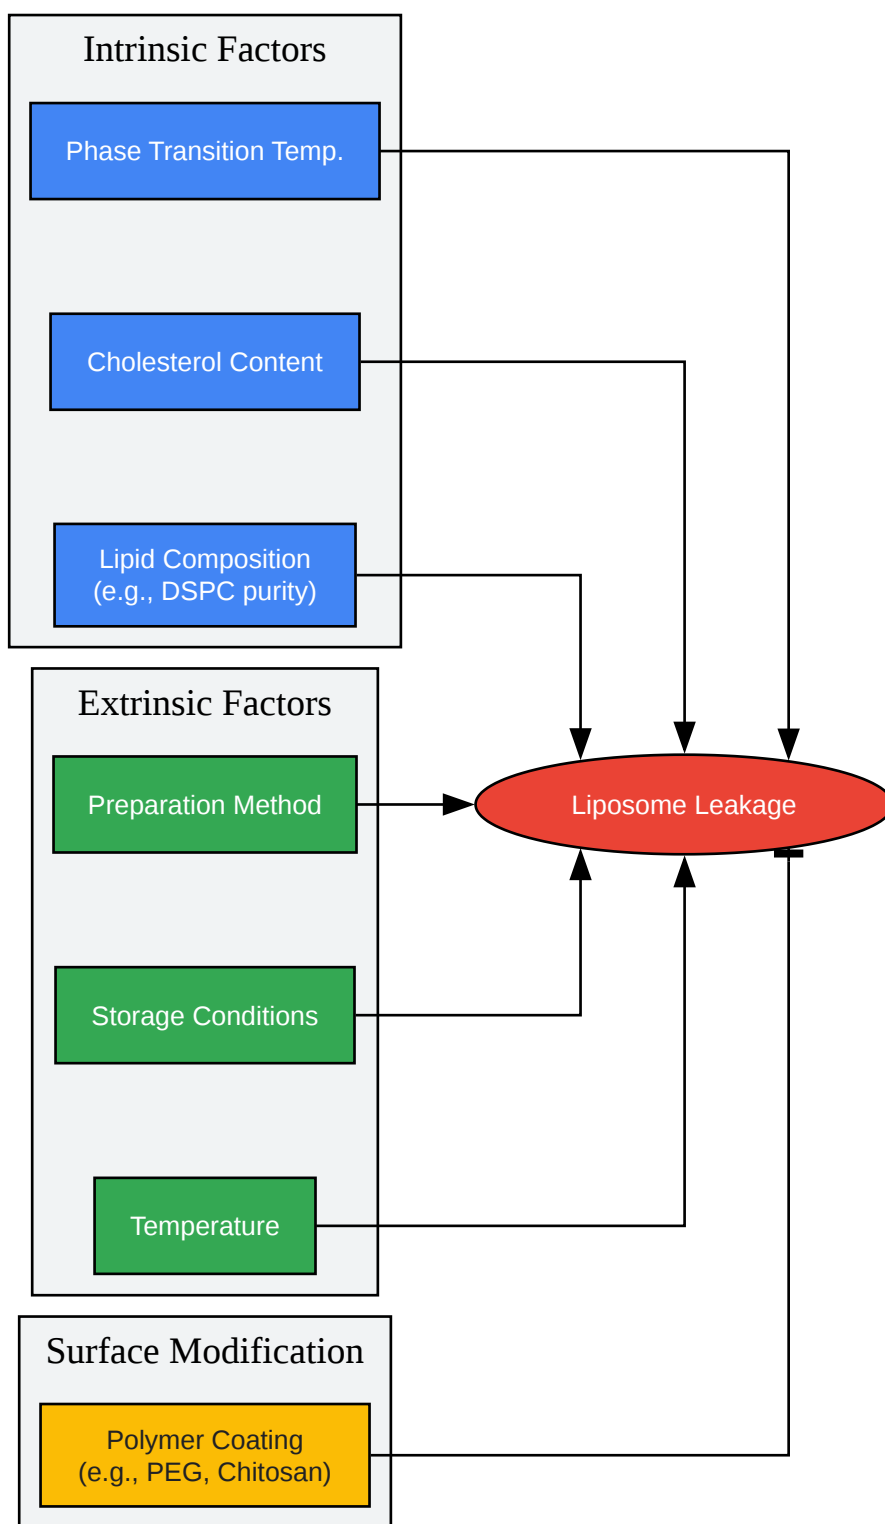 Intrinsic Factors
Phase Transition Temp.
Cholesterol Content
Lipid Composition
(e.g., DSPC purity)
Extrinsic Factors
Preparation Method
Liposome Leakage
Storage Conditions
Temperature
Surface Modification
Polymer Coating
(e.g., PEG, Chitosan)